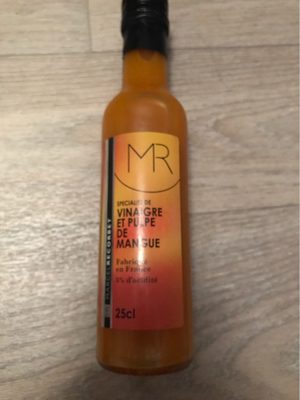 MR
SPÉCIALITÉ DE
VINAIGRE
ET PULPE
DE
MANGUE
Fabriqué
en France
5% d'acidité
25cl
MARCEL RECORBET